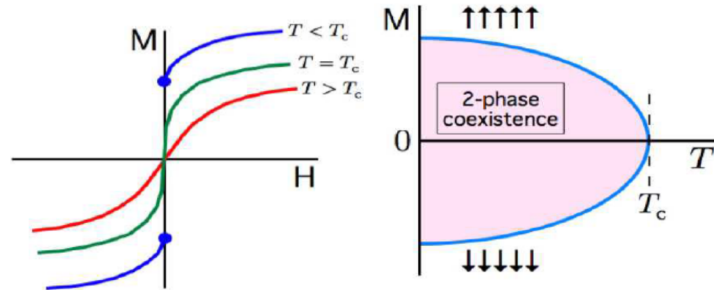 M
T < Tc
T = Tc
T > Tc
H
M
↑↑↑↑↑
2-phase
coexistence
0
T
Tc
↓↓↓↓↓